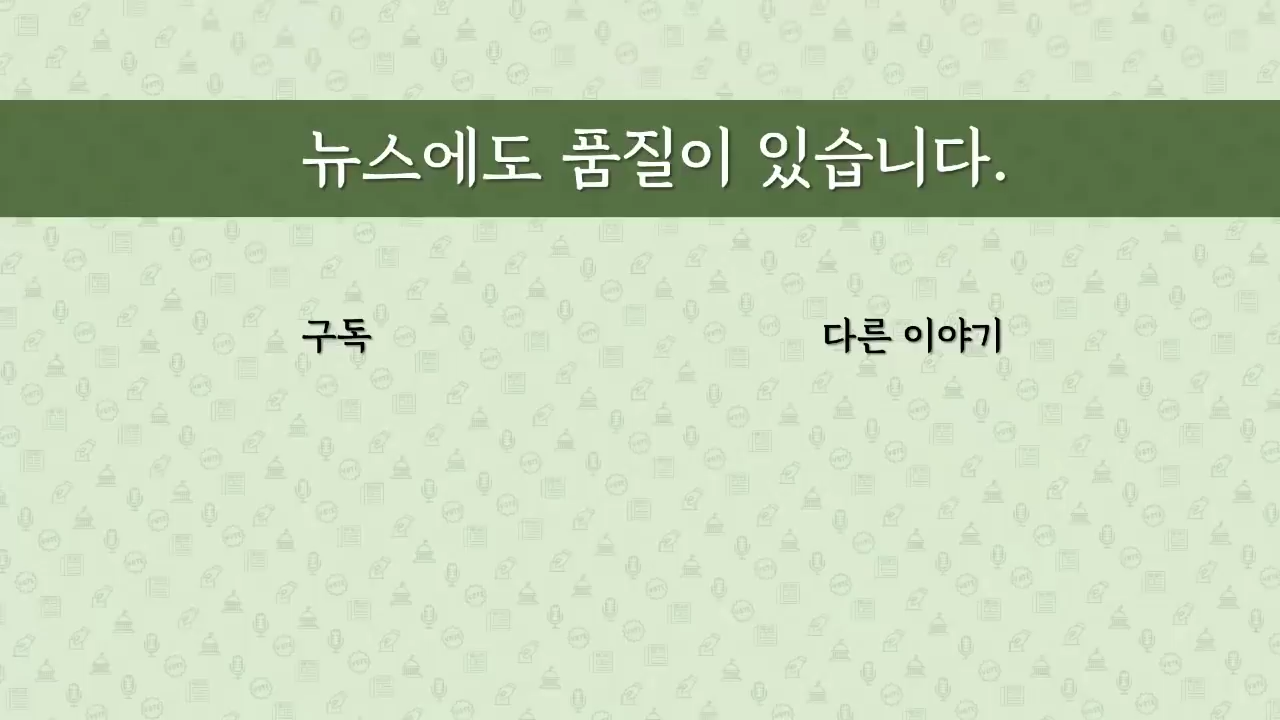 뉴스에도 품질이 있습니다.
구독
다른 이야기